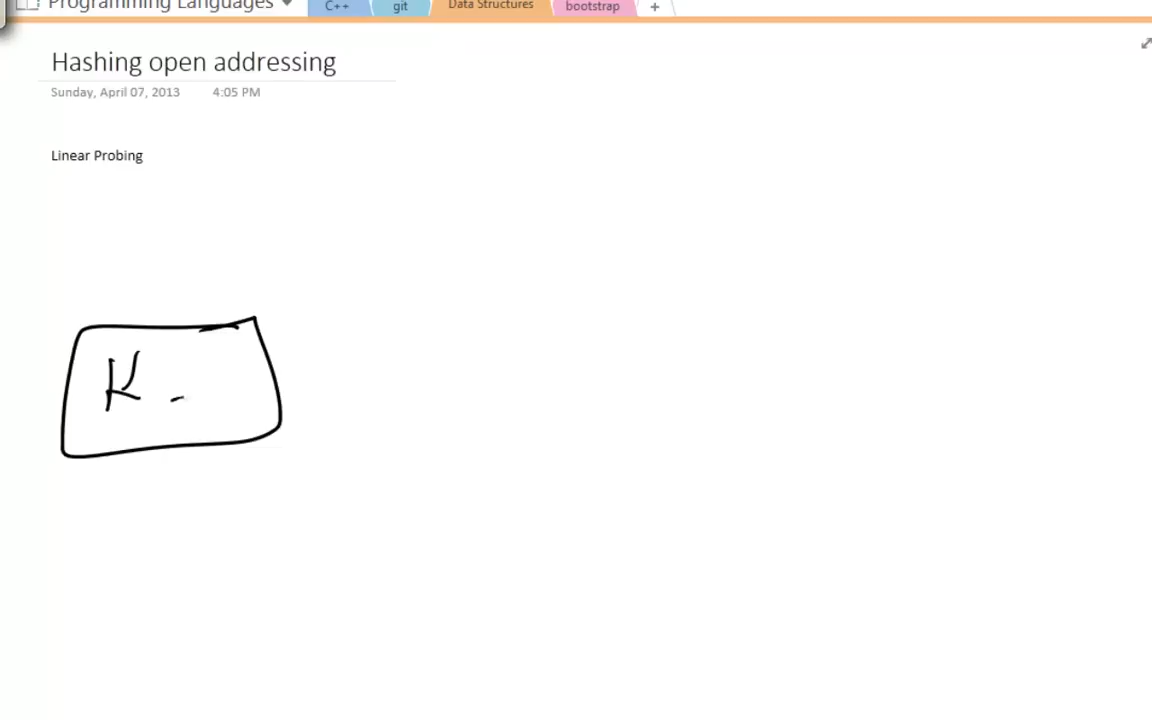 Programming Languages C++ git Data Structures bootstrap +
Hashing open addressing
Sunday, April 07, 2013 4:05 PM
Linear Probing
K -